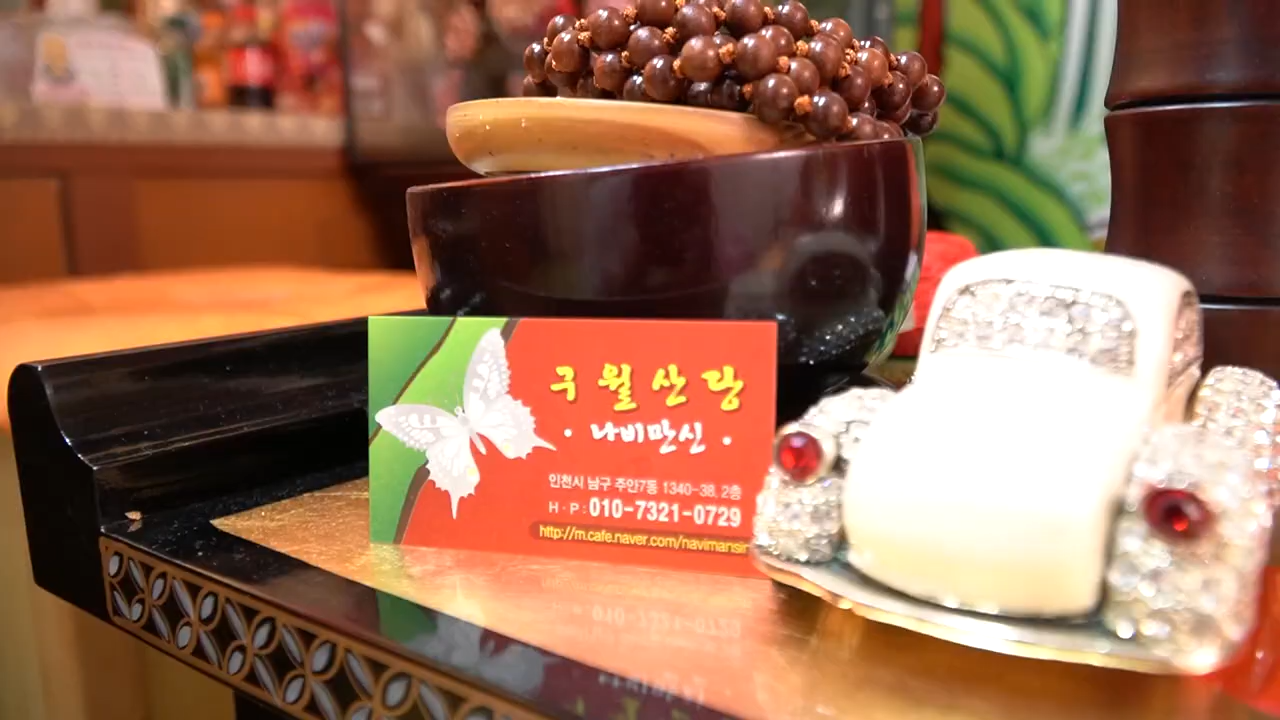 구월산당
· 나비만신 ·
인천시 남구 주안7동 1340-38, 2층
H·P:010-7321-0729
http://m.cafe.naver.com/navimansin